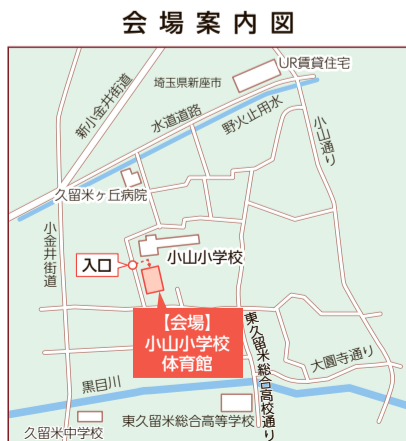 会場案内図
UR賃貸住宅
埼玉県新座市
新小金井街道
水道道路
野火止用水
小山通り
久留米ヶ丘病院
小金井街道
小山小学校
入口
【会場】
小山小学校
体育館
東久留米総合高校通り
大圓寺通り
黒目川
東久留米総合高等学校
久留米中学校